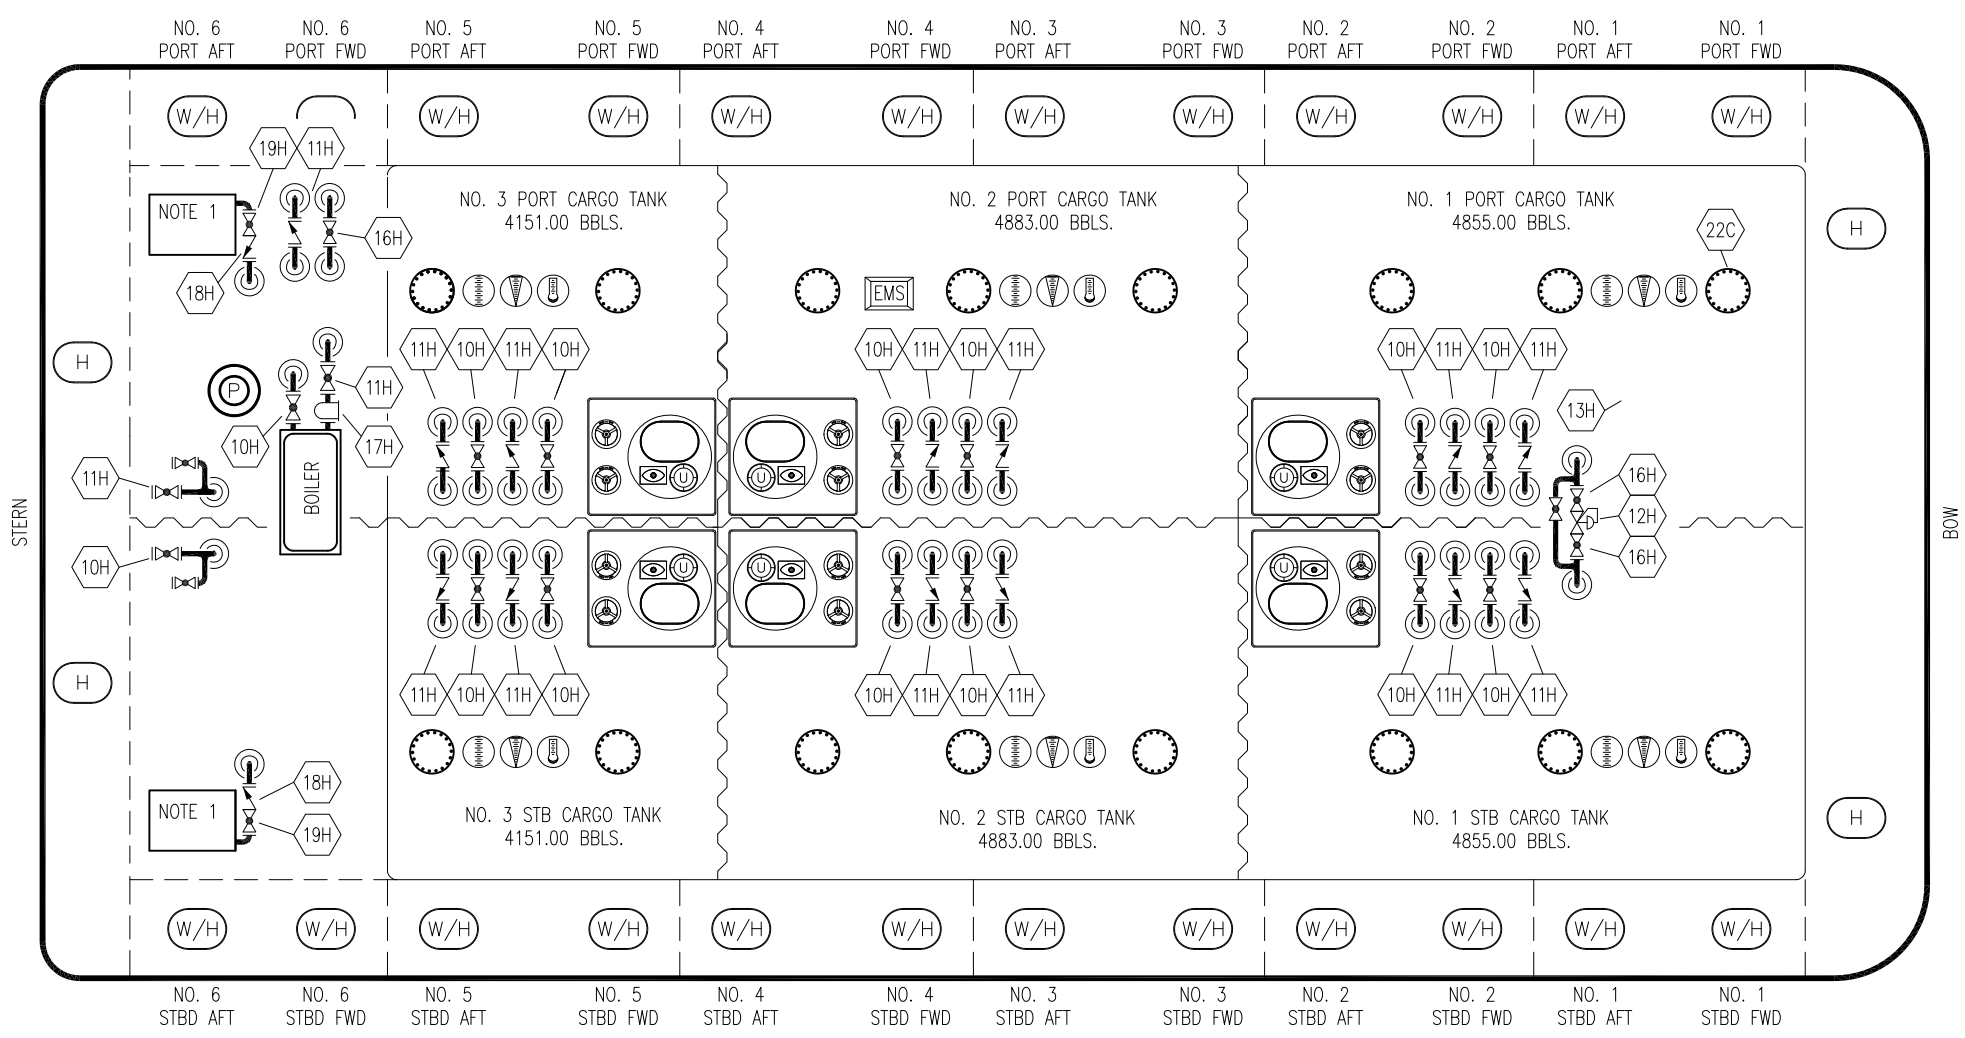 NO. 6 NO. 6 NO. 5 NO. 5 NO. 4 NO. 4 NO. 3 NO. 3 NO. 2 NO. 2 NO. 1 NO. 1
PORT AFT PORT FWD PORT AFT PORT FWD PORT AFT PORT FWD PORT AFT PORT FWD PORT AFT PORT FWD PORT AFT PORT FWD
W/H W/H W/H W/H W/H W/H W/H W/H W/H W/H W/H
19H 11H
NOTE 1
NO. 3 PORT CARGO TANK
4151.00 BBLS.
NO. 2 PORT CARGO TANK
4883.00 BBLS.
NO. 1 PORT CARGO TANK
4855.00 BBLS.
16H
22C
H
18H
EMS
11H 10H 11H 10H
10H 11H 10H 11H
10H 11H 10H 11H
H
P
11H
13H
10H
17H
U
U
U
11H
16H
BOILER
STERN
BOW
12H
10H
16H
U
U
U
H
11H 10H 11H 10H
10H 11H 10H 11H
10H 11H 10H 11H
18H
NOTE 1
19H
NO. 3 STB CARGO TANK
4151.00 BBLS.
NO. 2 STB CARGO TANK
4883.00 BBLS.
NO. 1 STB CARGO TANK
4855.00 BBLS.
H
W/H W/H W/H W/H W/H W/H W/H W/H W/H W/H W/H W/H
NO. 6 NO. 6 NO. 5 NO. 5 NO. 4 NO. 4 NO. 3 NO. 3 NO. 2 NO. 2 NO. 1 NO. 1
STBD AFT STBD FWD STBD AFT STBD FWD STBD AFT STBD FWD STBD AFT STBD FWD STBD AFT STBD FWD STBD AFT STBD FWD